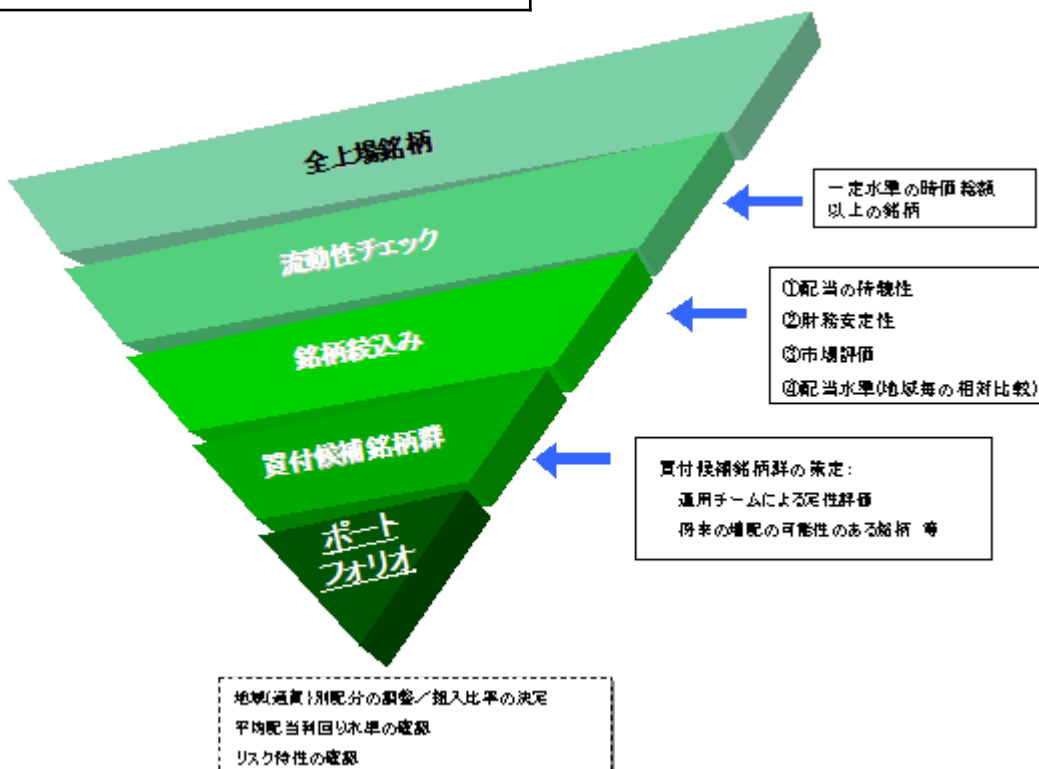 全上場銘柄
流動性チェック
銘柄絞込み
買付候補銘柄群
ポート
フォリオ
一定水準の時価総額
以上の銘柄
①配当の持続性
②財務安定性
③市場評価
④配当水準(地域毎の相対比較)
買付候補銘柄群の策定:
運用チームによる定性評価
将来の増配の可能性のある銘柄 等
地域(通貨)別配分の調整／組入比率の決定
平均配当利回り水準の確認
リスク特性の確認